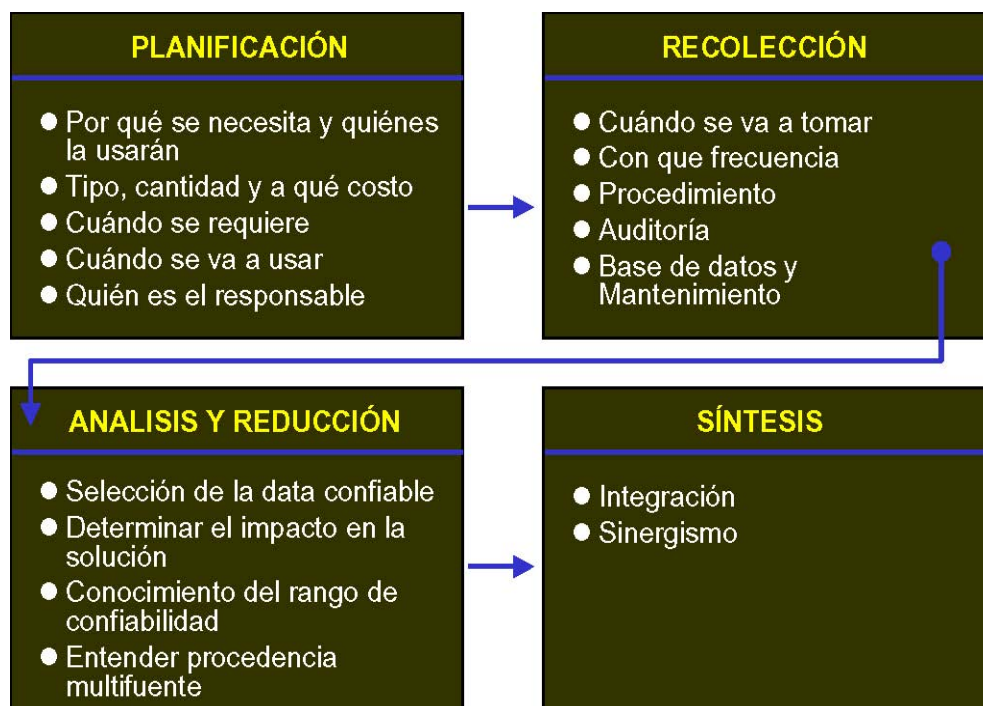 PLANIFICACIÓN
● Por qué se necesita y quiénes
la usarán
● Tipo, cantidad y a qué costo
● Cuándo se requiere
● Cuándo se va a usar
● Quién es el responsable
RECOLECCIÓN
● Cuándo se va a tomar
● Con que frecuencia
● Procedimiento
● Auditoría
● Base de datos y
Mantenimiento
ANALISIS Y REDUCCIÓN
● Selección de la data confiable
● Determinar el impacto en la
solución
● Conocimiento del rango de
confiabilidad
● Entender procedencia
multifuente
SÍNTESIS
● Integración
● Sinergismo